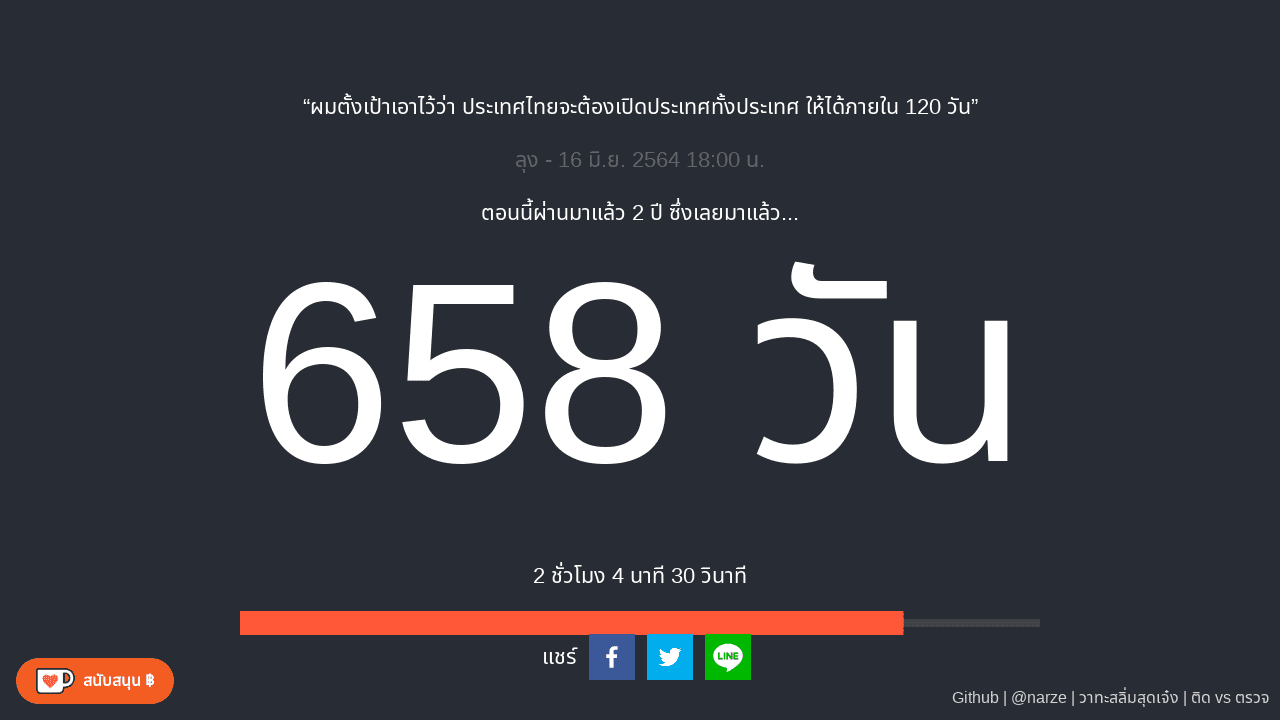 “ผมตั้งเป้าเอาไว้ว่า ประเทศไทยจะต้องเปิดประเทศทั้งประเทศ ให้ได้ภายใน 120 วัน”
ลุง - 16 มิ.ย. 2564 18:00 น.
ตอนนี้ผ่านมาแล้ว 2 ปี ซึ่งเลยมาแล้ว...
658 วัน
2 ชั่วโมง 4 นาที 30 วินาที
แชร์
LINE
สนับสนุน ฿
Github | @narze | วาทะสลิ่มสุดเจ๋ง | ติด vs ตรวจ